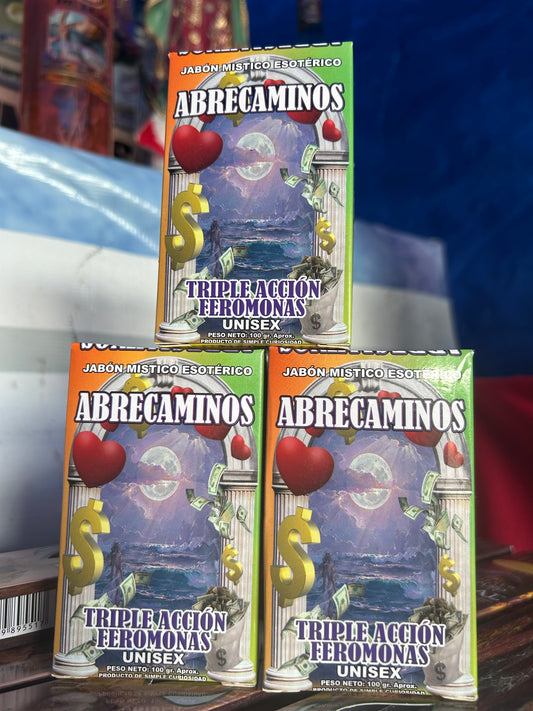 JABÓN MISTICO ESOTÉRICO
ABRECAMINOS
TRIPLE ACCIÓN
FEROMONAS
UNISEX
PESO NETO: 100 gr. Aprox.
PRODUCTO DE SIMPLE CURIOSIDAD
JABÓN MISTICO ESOTÉRICO
ABRECAMINOS
TRIPLE ACCIÓN
FEROMONAS
UNISEX
PESO NETO: 100 gr. Aprox.
PRODUCTO DE SIMPLE CURIOSIDAD
JABÓN MISTICO ESOTÉRICO
ABRECAMINOS
TRIPLE ACCIÓN
FEROMONAS
UNISEX
PESO NETO: 100 gr. Aprox.
PRODUCTO DE SIMPLE CURIOSIDAD